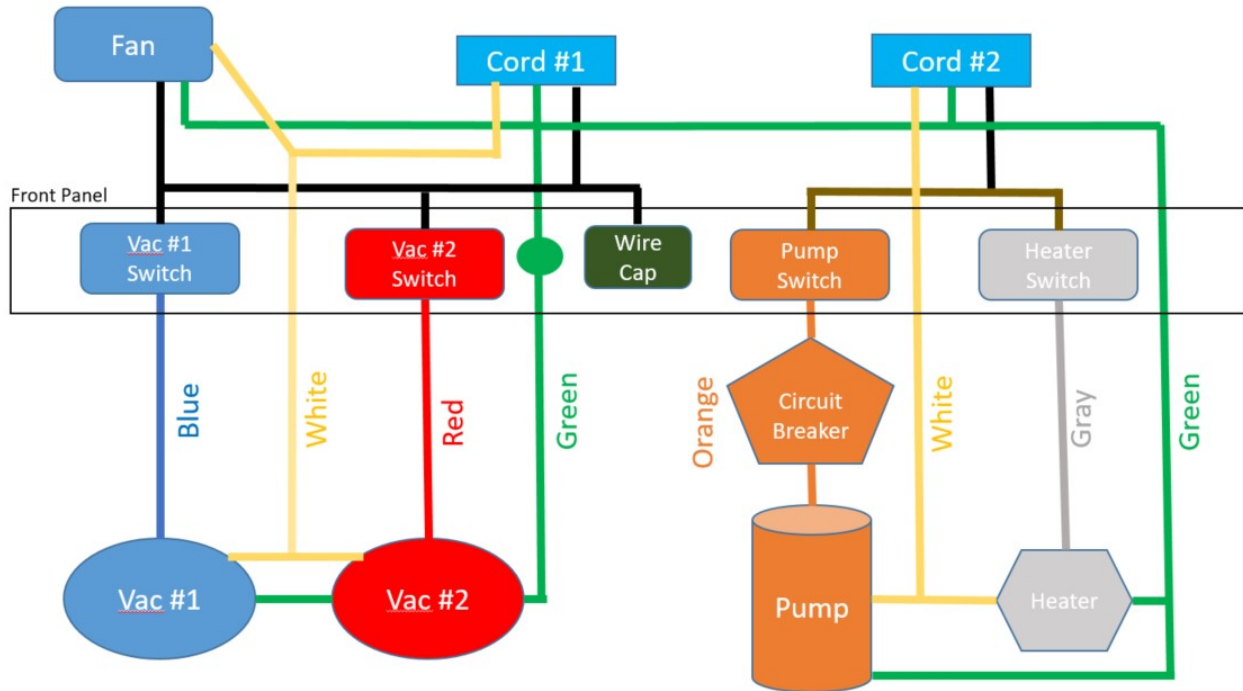 Fan
Cord #1
Cord #2
Front Panel
Vac #1
Switch
Vac #2
Switch
Wire
Cap
Pump
Switch
Heater
Switch
Blue
White
Red
Green
Orange
Circuit
Breaker
White
Gray
Green
Vac #1
Vac #2
Pump
Heater